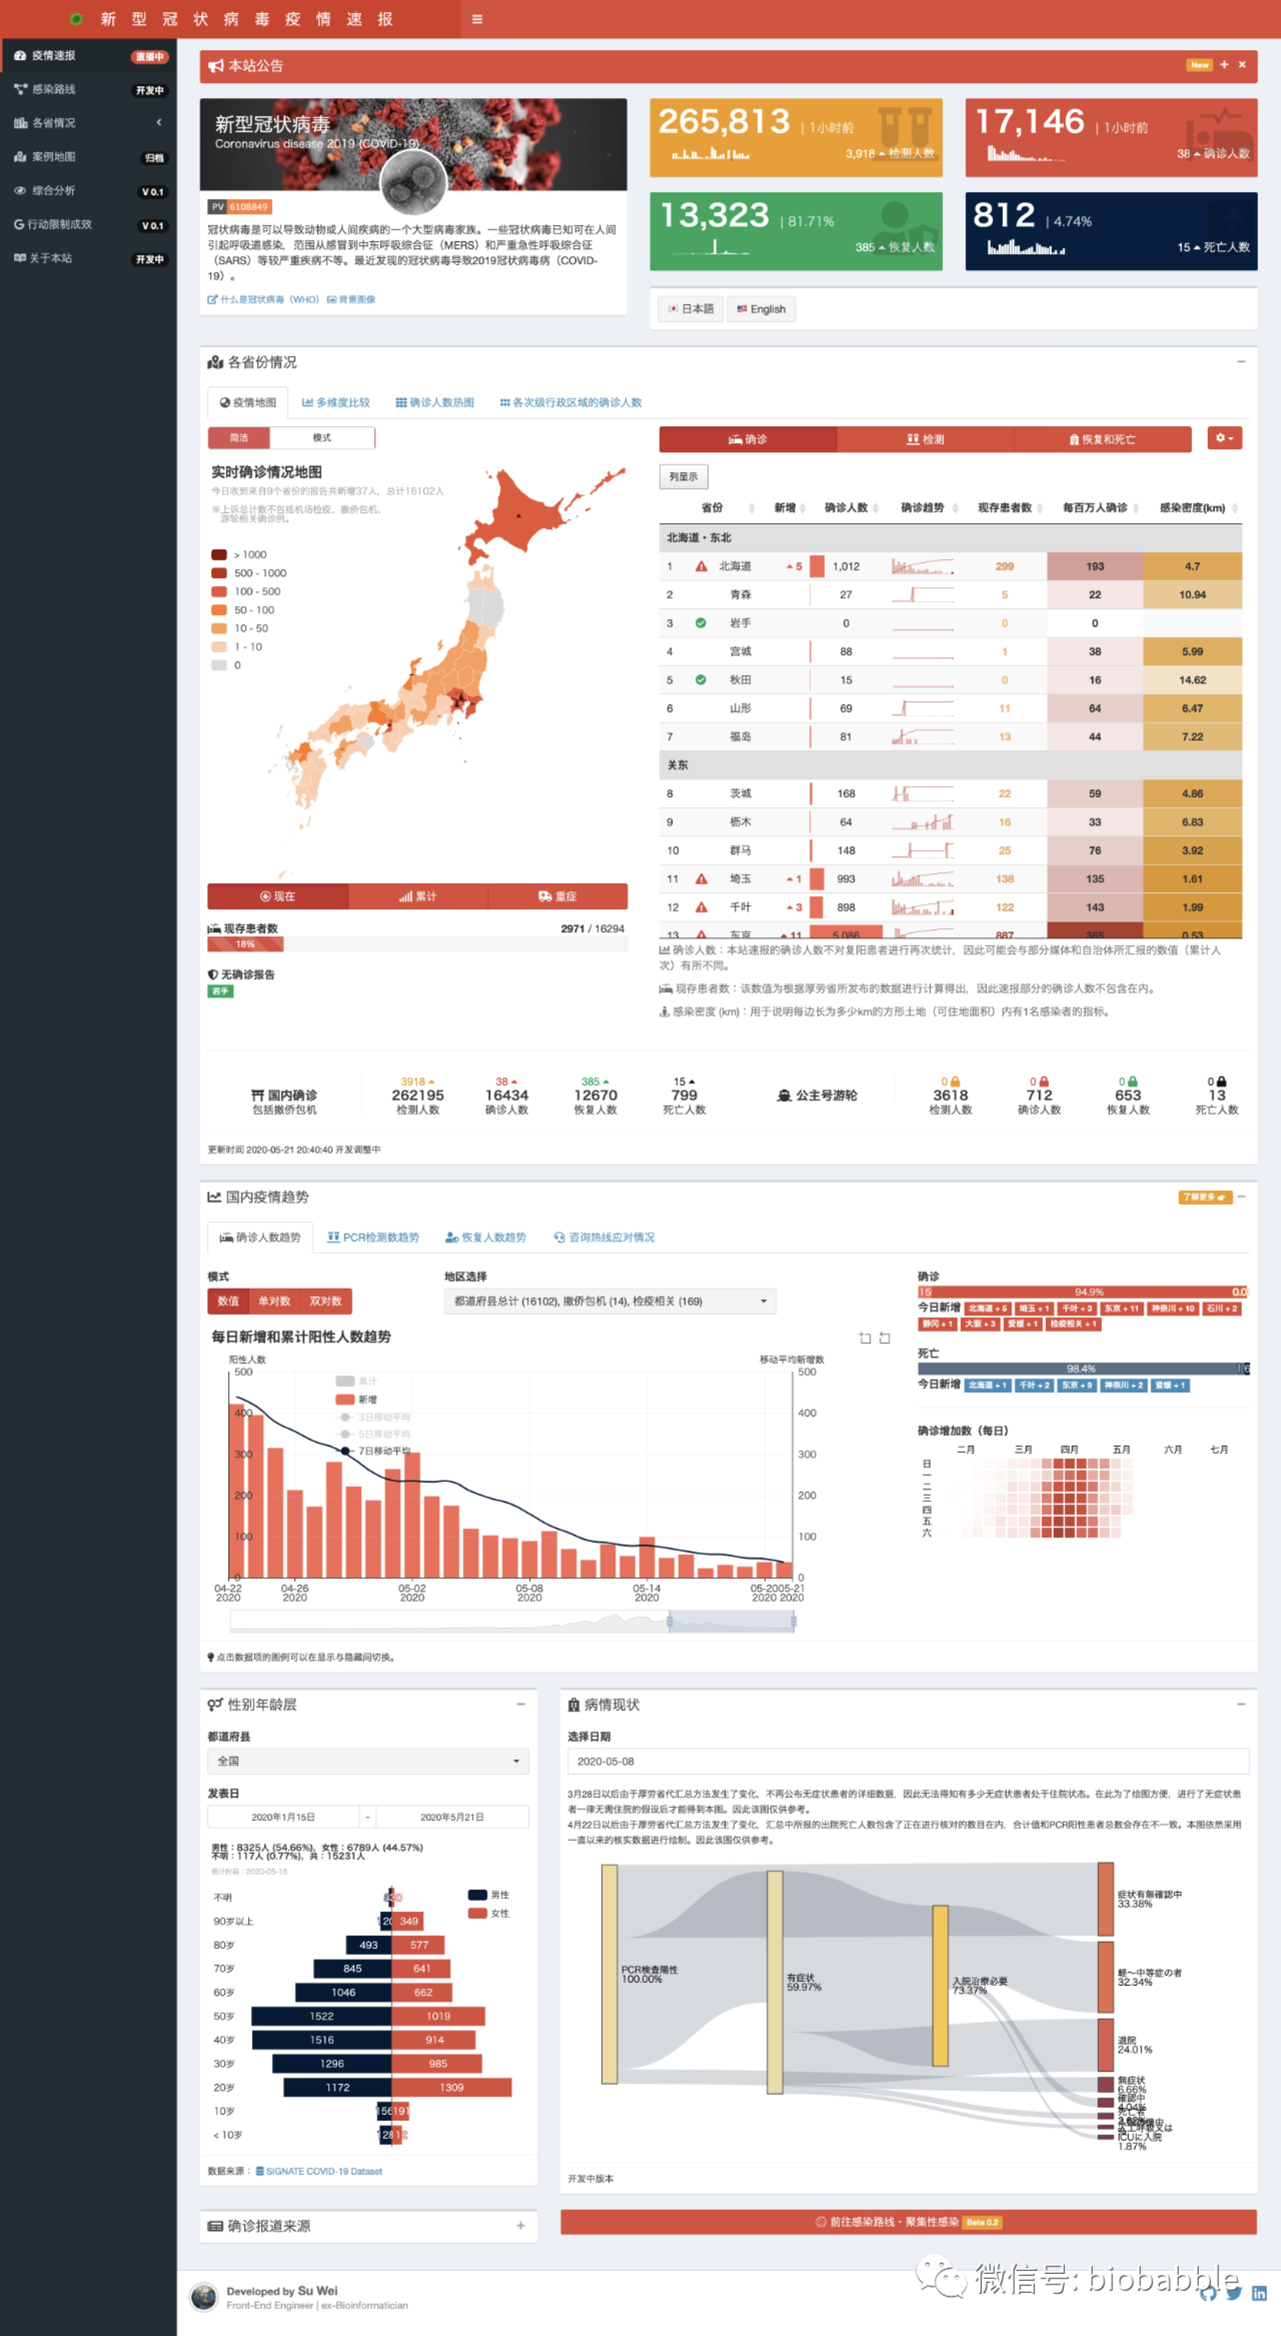 新型冠状病毒疫情速报
疫情速报 直播中
感染路线 开发中
各省情况
案例地图 归档
综合分析 V 0.1
行动限制成效 V 0.1
关于本站 开发中
本站公告
New
新型冠状病毒
Coronavirus disease 2019 (COVID-19)
PV 6108849
冠状病毒是可以导致动物或人间疾病的一个大型病毒家族。一些冠状病毒已知可在人间
引起呼吸道感染，范围从感冒到中东呼吸综合征（MERS）和严重急性呼吸综合征
（SARS）等较严重疾病不等。最近发现的冠状病毒导致2019冠状病毒病（COVID-
19）。
什么是冠状病毒（WHO） 背景图像
265,813 | 1小时前
3,918 检测人数
17,146 | 1小时前
38 确诊人数
13,323 | 81.71%
385 恢复人数
812 | 4.74%
15 死亡人数
日本語 English
各省份情况
疫情地图 多维度比较 确诊人数热图 各次级行政区域的确诊人数
简洁 模式
实时确诊情况地图
今日收到来自9个省份的报告共新增37人，总计16102人
※上诉总计数不包括机场检疫、撤侨包机、
游轮相关确诊例。
> 1000
500 - 1000
100 - 500
50 - 100
10 - 50
1 - 10
0
现在 累计 重症
现存患者数 2971 / 16294
18%
无确诊报告
岩手
确诊 检测 恢复和死亡
列显示
省份 新增 确诊人数 确诊趋势 现存患者数 每百万人确诊 感染密度(km)
北海道・东北
1 北海道 5 1,012 299 193 4.7
2 青森 27 5 22 10.94
3 岩手 0 0 0
4 宫城 88 1 38 5.99
5 秋田 15 0 16 14.62
6 山形 69 11 64 6.47
7 福岛 81 13 44 7.22
关东
8 茨城 168 22 59 4.86
9 栃木 64 16 33 6.83
10 群马 148 25 76 3.92
11 埼玉 1 993 138 135 1.61
12 千叶 3 898 122 143 1.99
13 东京 11 5,086 887 365 0.53
确诊人数：本站速报的确诊人数不对复阳患者进行再次统计，因此可能会与部分媒体和自治体所汇报的数值（累计人
次）有所不同。
现存患者数：该数值为根据厚劳省所发布的数据进行计算得出，因此速报部分的确诊人数不包含在内。
感染密度 (km)：用于说明每边长为多少km的方形土地（可住地面积）内有1名感染者的指标。
国内确诊
包括撤侨包机
3918 38 385 15
262195 16434 12670 799
检测人数 确诊人数 恢复人数 死亡人数
公主号游轮
0 0 0 0
3618 712 653 13
检测人数 确诊人数 恢复人数 死亡人数
更新时间 2020-05-21 20:40:40 开发调整中
国内疫情趋势
了解更多
确诊人数趋势 PCR检测数趋势 恢复人数趋势 咨询热线应对情况
模式
数值 单对数 双对数
地区选择
都道府县总计 (16102), 撤侨包机 (14), 检疫相关 (169)
每日新增和累计阳性人数趋势
阳性人数 移动平均新增数
500 500
400 400
300 300
200 200
100 100
0 0
累计
新增
3日移动平均
5日移动平均
7日移动平均
04-22 04-26 05-02 05-08 05-14 05-20 05-21
2020 2020 2020 2020 2020 2020 2020
确诊
15 94.9% 0.0
今日新增 北海道 + 5 埼玉 + 1 千叶 + 3 东京 + 11 神奈川 + 10 石川 + 2
静冈 + 1 大阪 + 3 爱媛 + 1 检疫相关 + 1
死亡
98.4% 1.6
今日新增 北海道 + 1 千叶 + 2 东京 + 9 神奈川 + 2 爱媛 + 1
确诊增加数（每日）
二月 三月 四月 五月 六月 七月
日
一
二
三
四
五
六
点击数据项的图例可以在显示与隐藏间切换。
性别年龄层
都道府县
全国
发表日
2020年1月15日 - 2020年5月21日
男性：8325人 (54.66%)，女性：6789人 (44.57%)
不明：117人 (0.77%)，共：15231人
统计时间：2020-05-18
男性
女性
不明
90岁以上 349
80岁 493 577
70岁 845 641
60岁 1046 662
50岁 1522 1019
40岁 1516 914
30岁 1296 985
20岁 1172 1309
10岁 156 191
< 10岁
数据来源： SIGNATE COVID-19 Dataset
病情现状
选择日期
2020-05-08
3月28日以后由于厚劳省代汇总方法发生了变化，不再公布无症状患者的详细数据，因此无法得知有多少无症状患者处于住院状态。在此为了绘图方便，进行了无症状患
者一律无需住院的假设后才能得到本图。因此该图仅供参考。
4月22日以后由于厚劳省代汇总方法发生了变化，汇总中所报的出院死亡人数包含了正在进行核对的数目在内，合计值和PCR阳性患者总数会存在不一致。本图依然采用
一直以来的核实数据进行绘制。因此该图仅供参考。
PCR検査陽性
100.00%
有症状
59.97%
入院治療必要
73.37%
症状有無確認中
33.38%
軽～中等症の者
32.34%
退院
24.01%
無症状
6.66%
確認中
4.04%
死亡者
ICUに入院
1.87%
开发中版本
确诊报道来源
前往感染路线・聚集性感染 Beta 0.2
Developed by Su Wei
Front-End Engineer | ex-Bioinformatician
微信号: biobabble